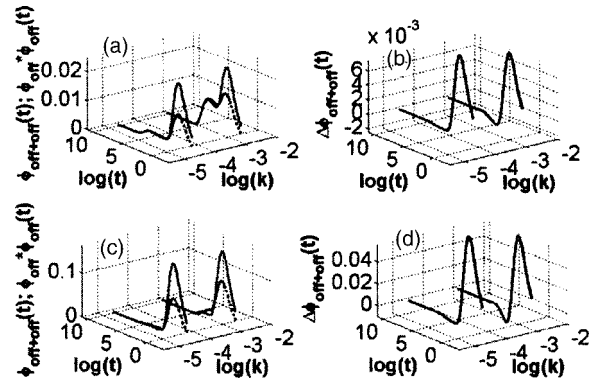 (a)
ϕoff+off(t); ϕoff*ϕoff(t)
0.02
0.01
0
10
5
0
log(t)
-5
-4
-3
-2
log(k)
(b)
x 10^-3
Δϕoff+off(t)
6
4
2
0
-2
10
5
0
log(t)
-5
-4
-3
-2
log(k)
(c)
ϕoff+off(t); ϕoff*ϕoff(t)
0.1
0
10
5
0
log(t)
-5
-4
-3
-2
log(k)
(d)
Δϕoff+off(t)
0.04
0.02
0
10
5
0
log(t)
-5
-4
-3
-2
log(k)